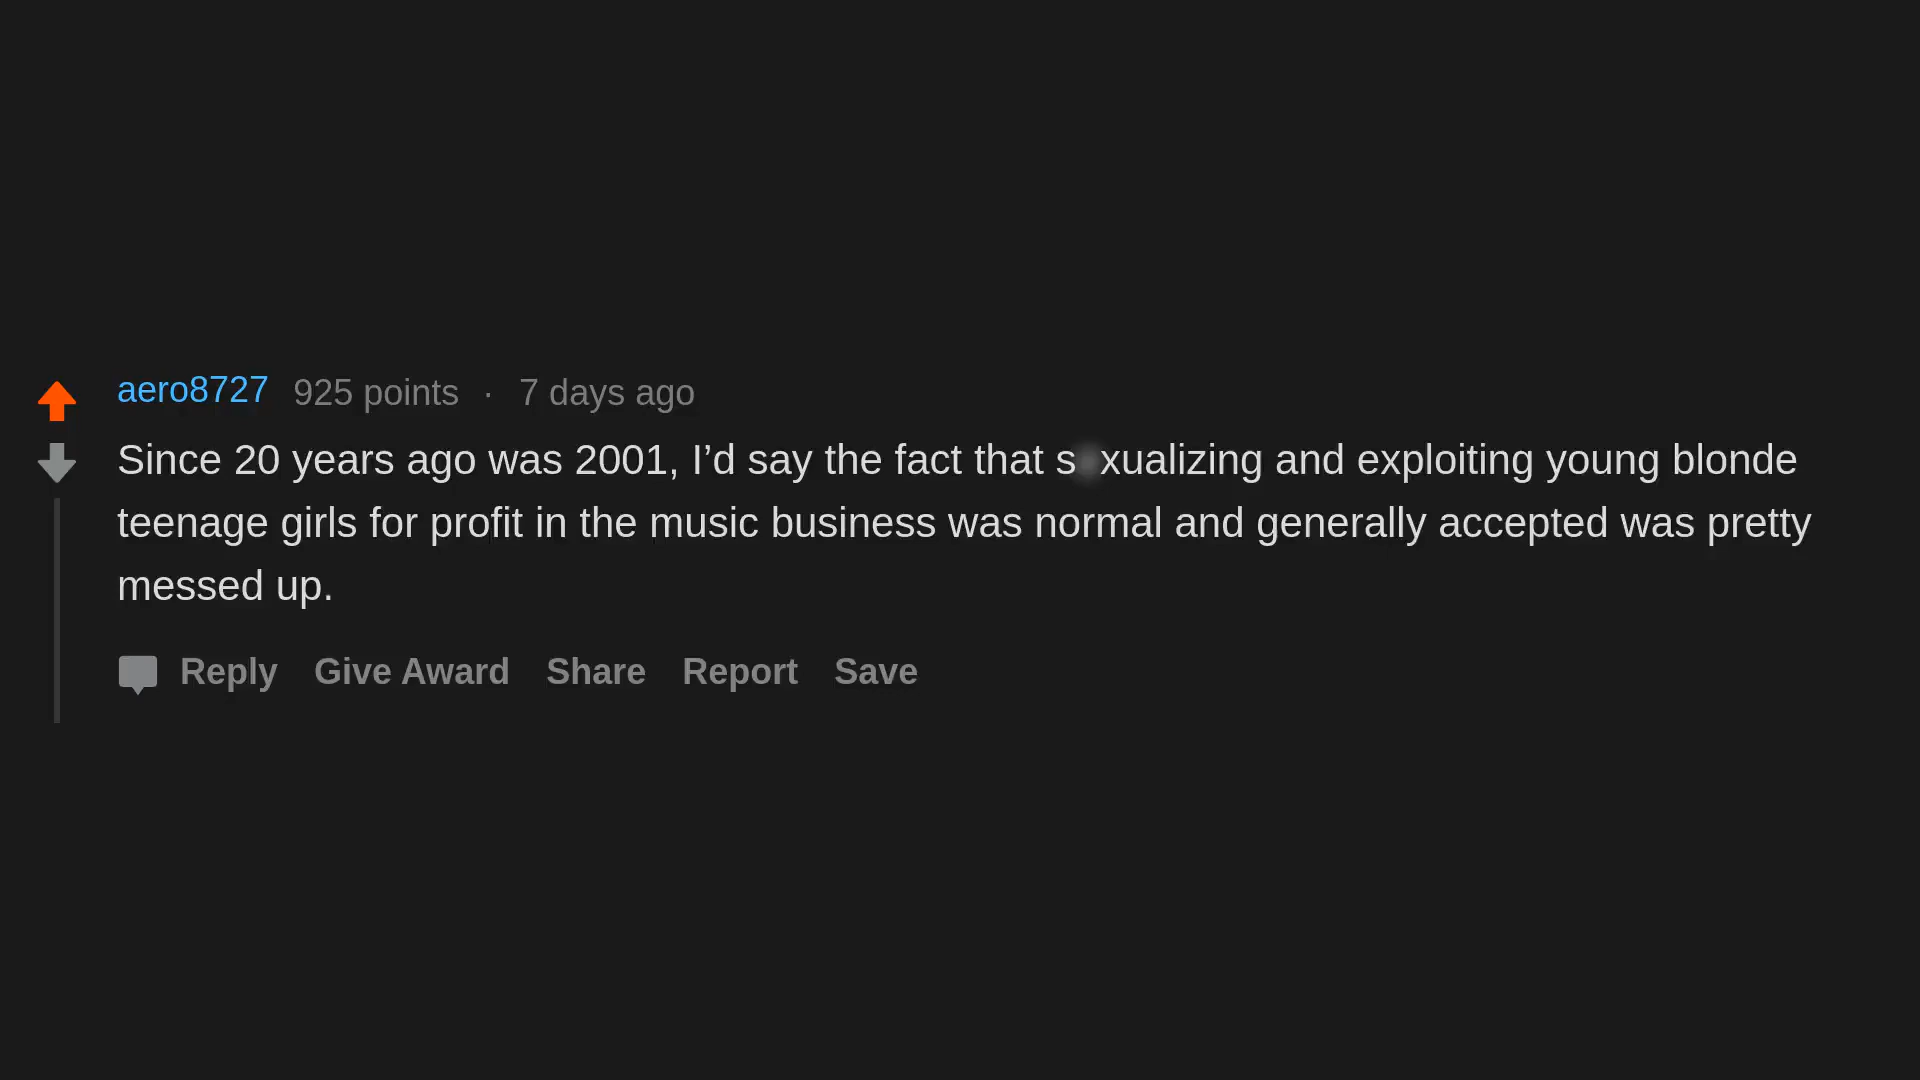 aero8727 925 points · 7 days ago
Since 20 years ago was 2001, I’d say the fact that s xualizing and exploiting young blonde
teenage girls for profit in the music business was normal and generally accepted was pretty
messed up.
Reply Give Award Share Report Save